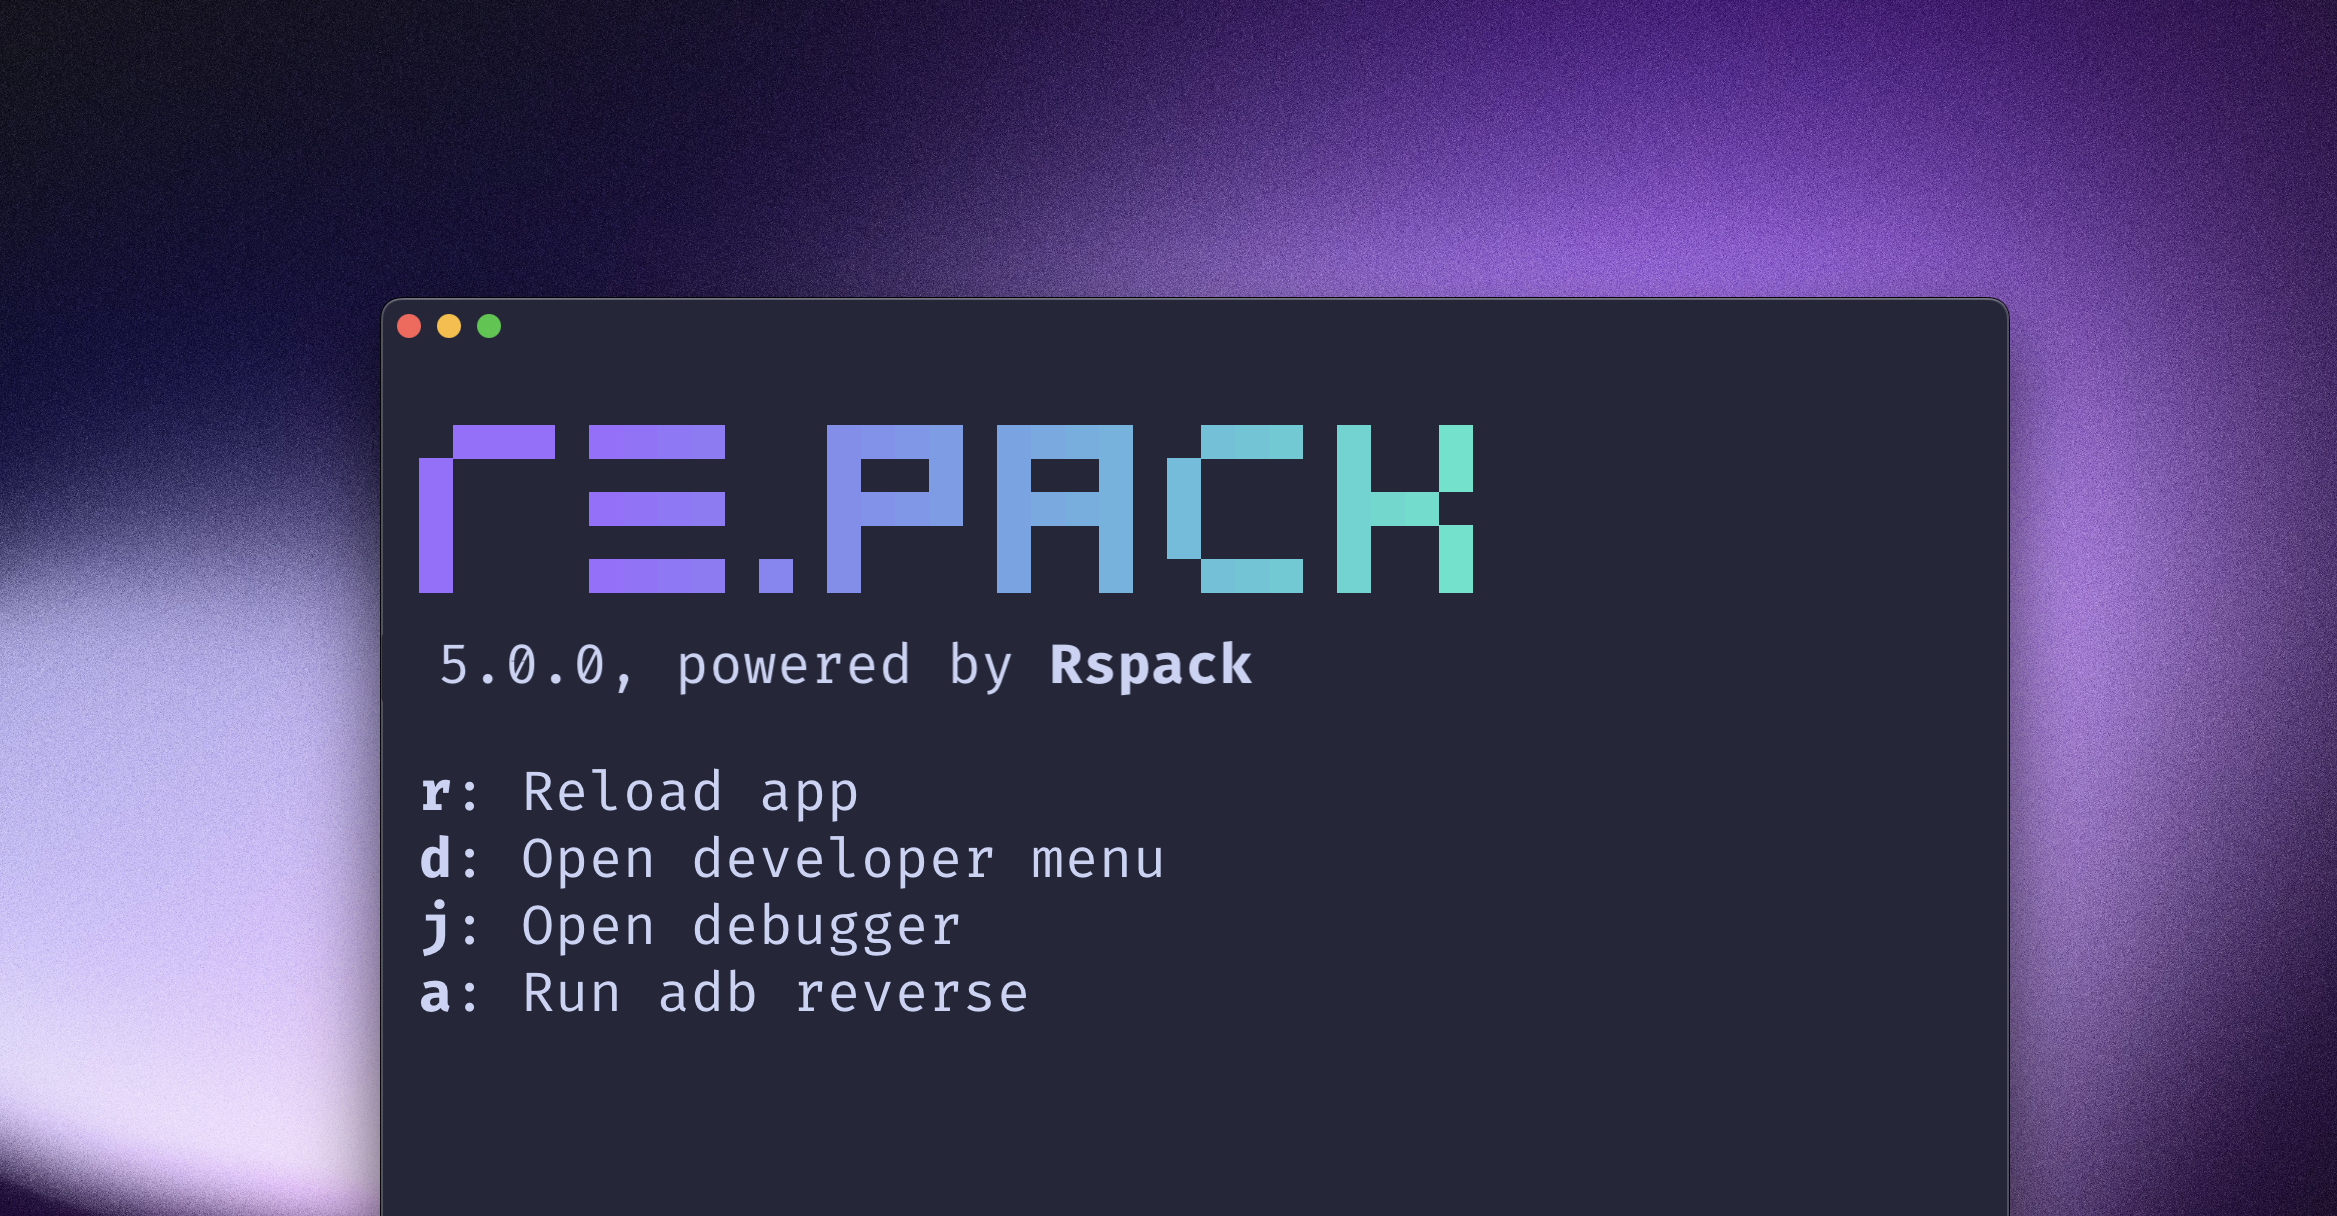 rE.PACK
5.0.0, powered by Rspack
r: Reload app
d: Open developer menu
j: Open debugger
a: Run adb reverse